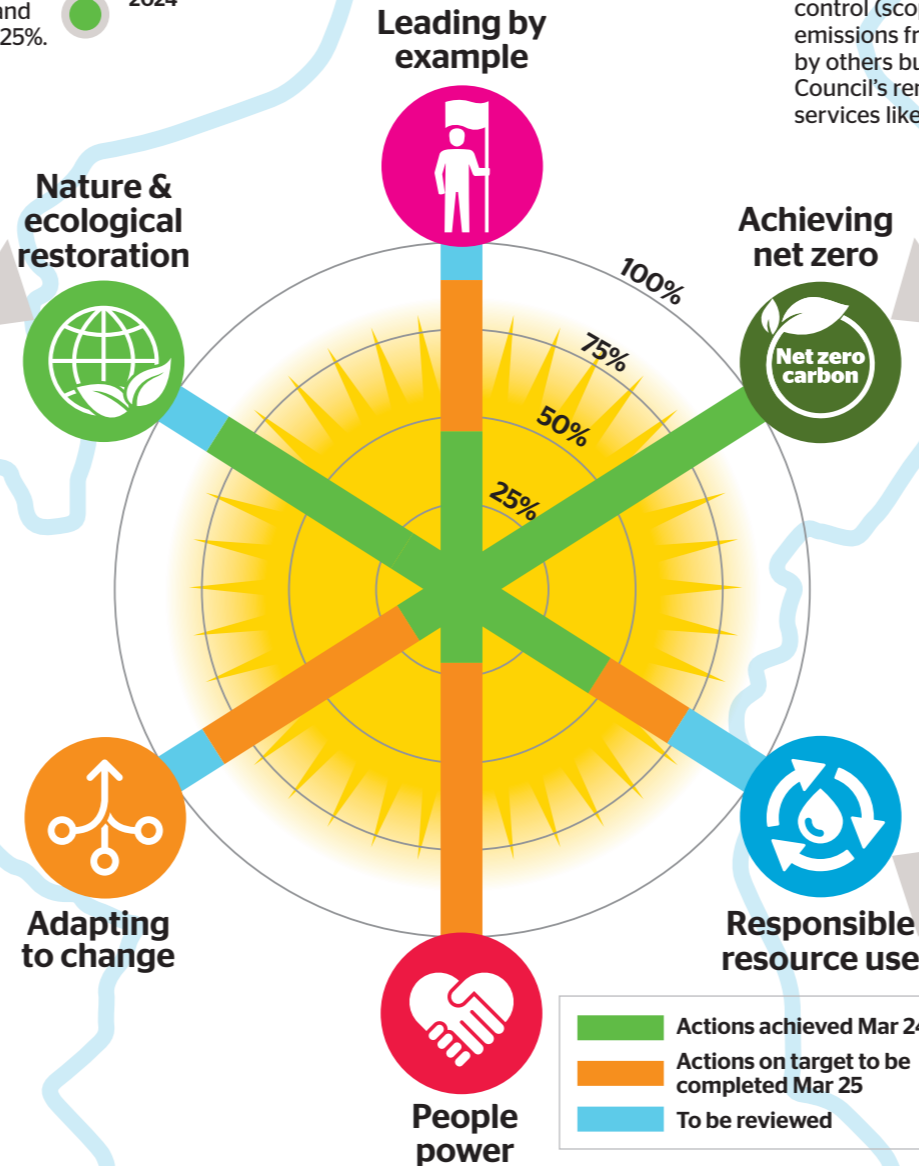 and
25%.
2024
control (sco
emissions fr
by others bu
Council's re
services like
Leading by
example
Nature &
ecological
restoration
Achieving
net zero
Net zero
carbon
100%
75%
50%
25%
Adapting
to change
Responsible
resource use
People
power
Actions achieved Mar 24
Actions on target to be
completed Mar 25
To be reviewed